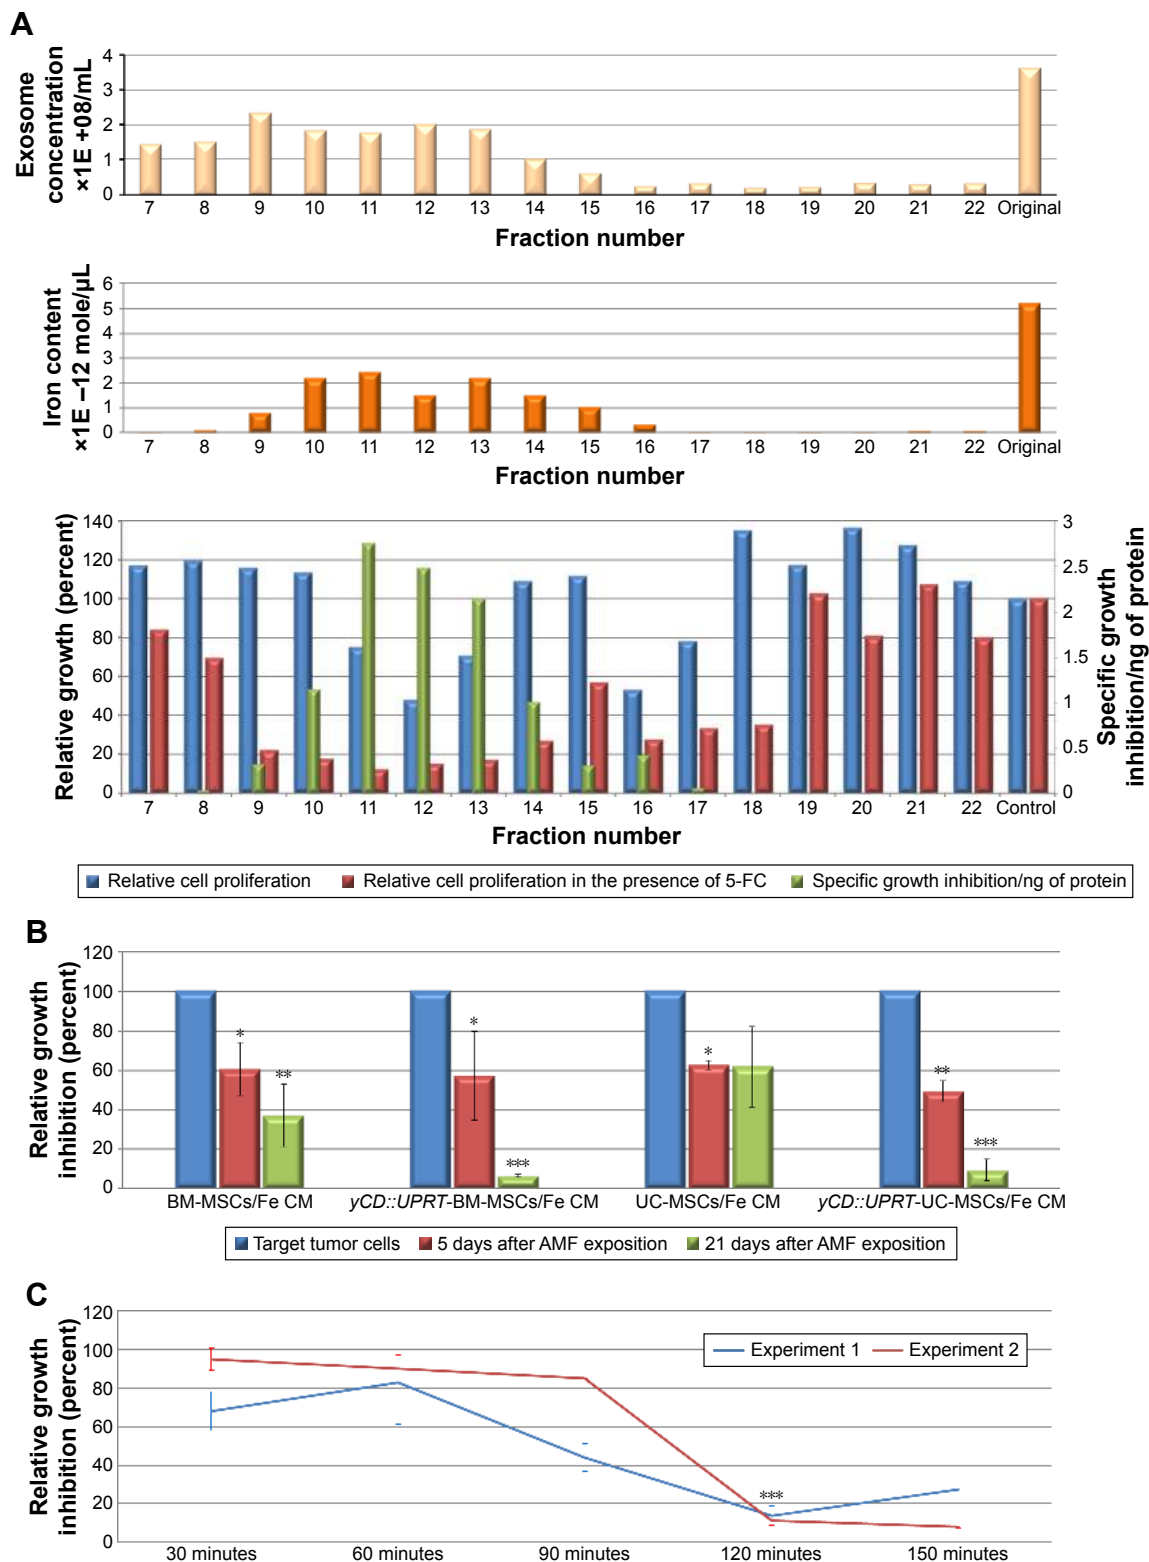 A
Exosome
concentration
×1E +08/mL
4
3
2
1
0
7 8 9 10 11 12 13 14 15 16 17 18 19 20 21 22 Original
Fraction number
Iron content
×1E –12 mole/µL
6
5
4
3
2
1
0
7 8 9 10 11 12 13 14 15 16 17 18 19 20 21 22 Original
Fraction number
Relative growth (percent)
140
120
100
80
60
40
20
0
3
2.5
2
1.5
1
0.5
0
Specific growth
inhibition/ng of protein
7 8 9 10 11 12 13 14 15 16 17 18 19 20 21 22 Control
Fraction number
Relative cell proliferation Relative cell proliferation in the presence of 5-FC Specific growth inhibition/ng of protein
B
Relative growth
inhibition (percent)
120
100
80
60
40
20
0
* ** * *** * ** ***
BM-MSCs/Fe CM yCD::UPRT-BM-MSCs/Fe CM UC-MSCs/Fe CM yCD::UPRT-UC-MSCs/Fe CM
Target tumor cells 5 days after AMF exposition 21 days after AMF exposition
C
Relative growth
inhibition (percent)
120
100
80
60
40
20
0
Experiment 1 Experiment 2
***
30 minutes 60 minutes 90 minutes 120 minutes 150 minutes